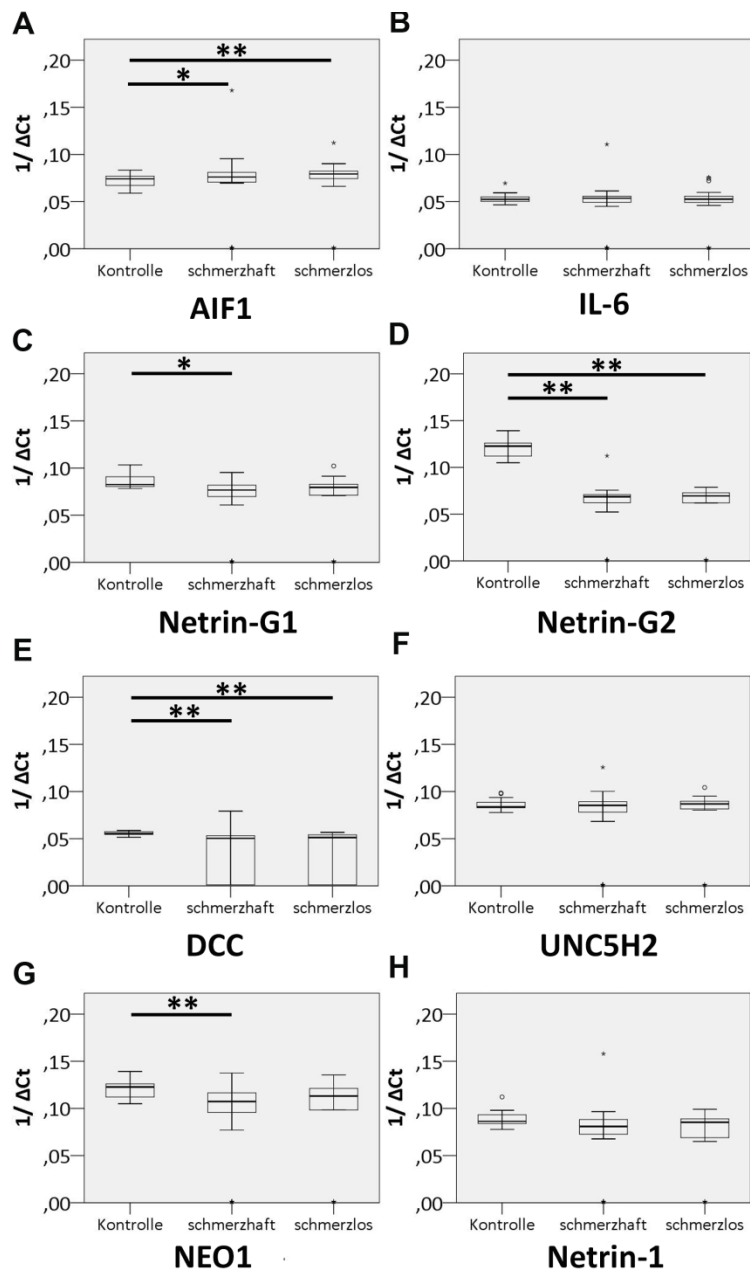 A
B
1/ ΔCt
,20
,15
,10
,05
,00
**
*
Kontrolle schmerzhaft schmerzlos
AIF1
1/ ΔCt
,20
,15
,10
,05
,00
Kontrolle schmerzhaft schmerzlos
IL-6
C
D
1/ ΔCt
,20
,15
,10
,05
,00
*
Kontrolle schmerzhaft schmerzlos
Netrin-G1
1/ ΔCt
,20
,15
,10
,05
,00
**
**
Kontrolle schmerzhaft schmerzlos
Netrin-G2
E
F
1/ ΔCt
,20
,15
,10
,05
,00
**
**
Kontrolle schmerzhaft schmerzlos
DCC
1/ ΔCt
,20
,15
,10
,05
,00
Kontrolle schmerzhaft schmerzlos
UNC5H2
G
H
1/ ΔCt
,20
,15
,10
,05
,00
**
Kontrolle schmerzhaft schmerzlos
NEO1
1/ ΔCt
,20
,15
,10
,05
,00
Kontrolle schmerzhaft schmerzlos
Netrin-1